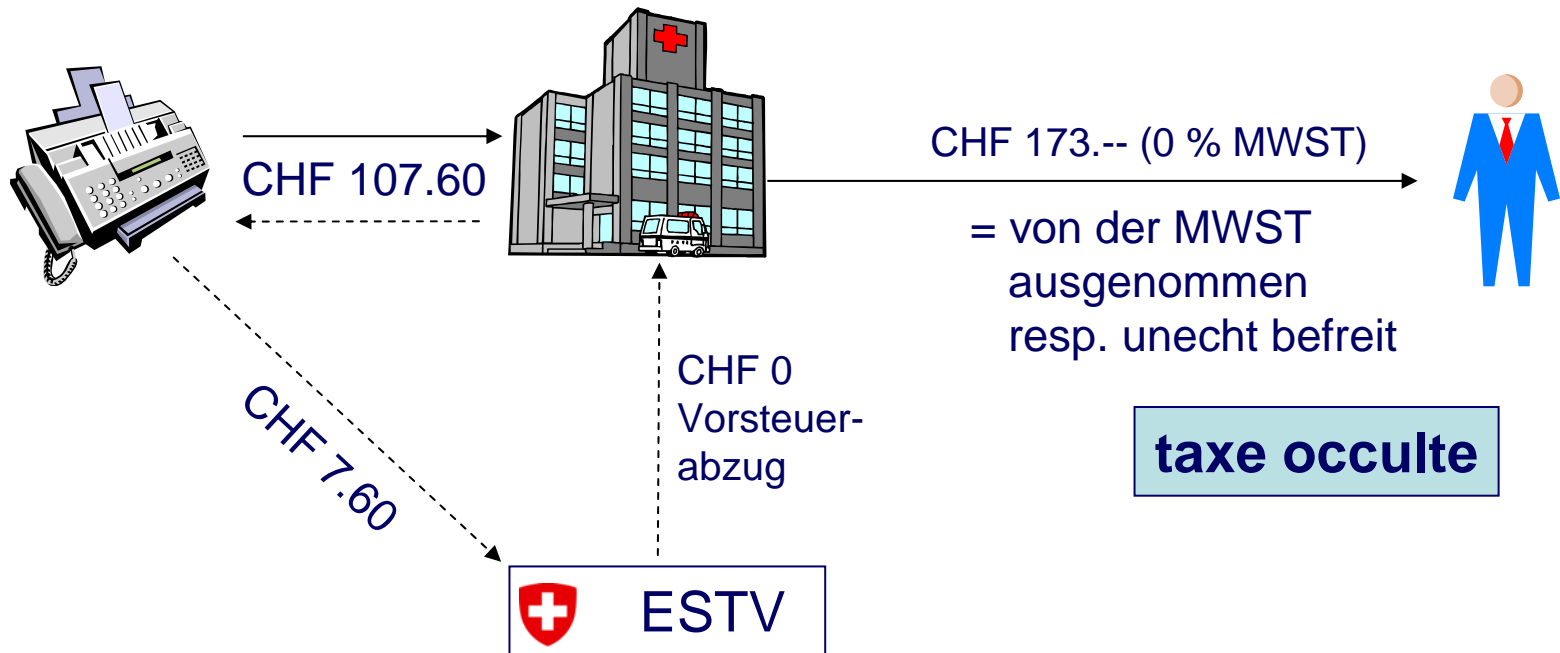 CHF 173.-- (0 % MWST)
CHF 107.60
= von der MWST
ausgenommen
resp. unecht befreit
CHF 0
Vorsteuer-
abzug
CHF 7.60
taxe occulte
ESTV